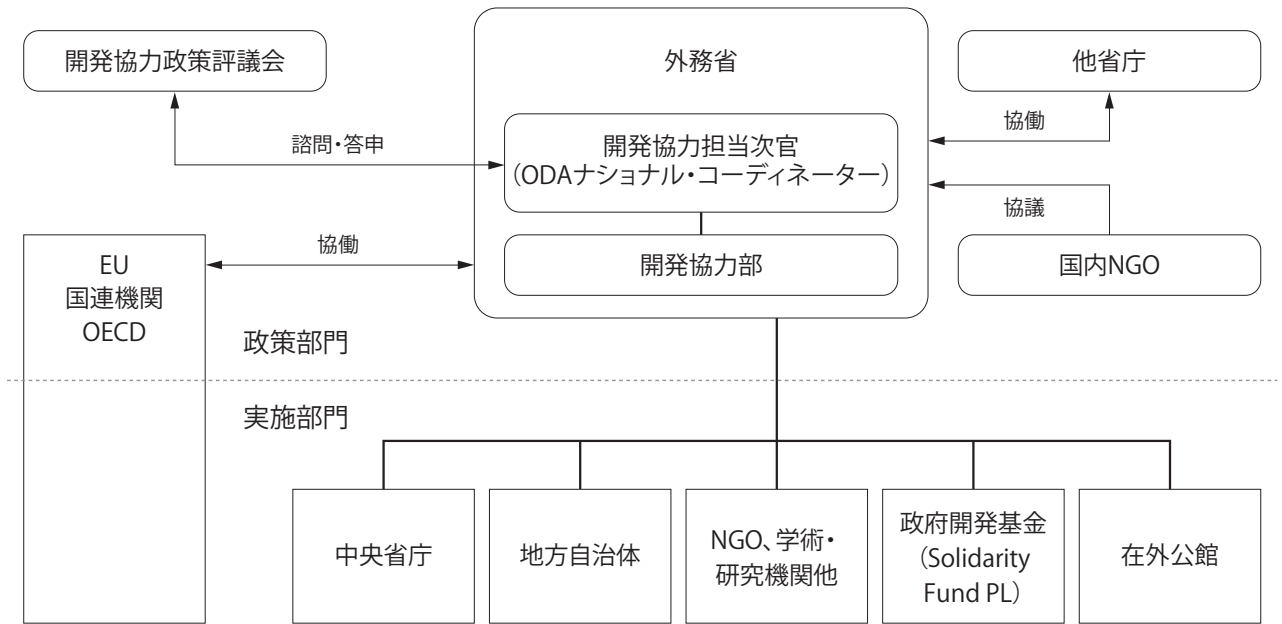 開発協力政策評議会
外務省
他省庁
諮問・答申
開発協力担当次官
（ODAナショナル・コーディネーター）
協働
協議
開発協力部
国内NGO
協働
EU
国連機関
OECD
政策部門
実施部門
中央省庁
地方自治体
NGO、学術・
研究機関他
政府開発基金
（Solidarity
Fund PL）
在外公館